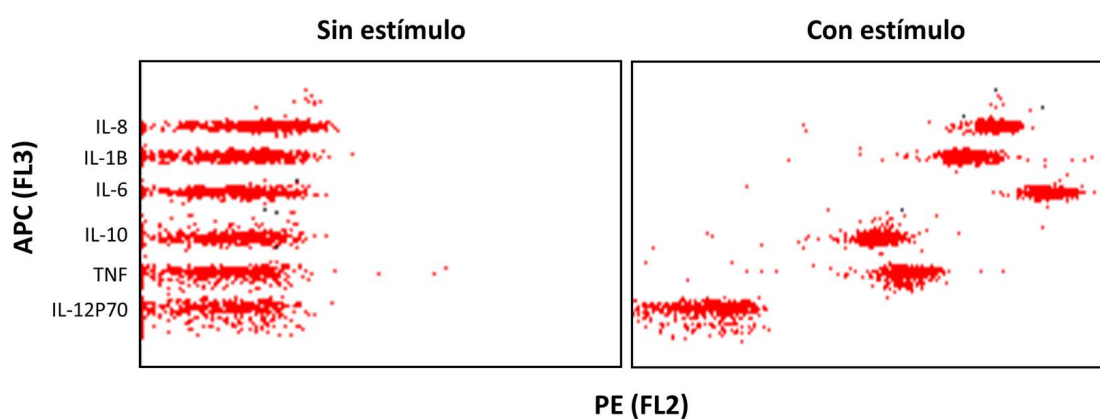 Sin estímulo
Con estímulo
APC (FL3)
IL-8
IL-1B
IL-6
IL-10
TNF
IL-12P70
PE (FL2)